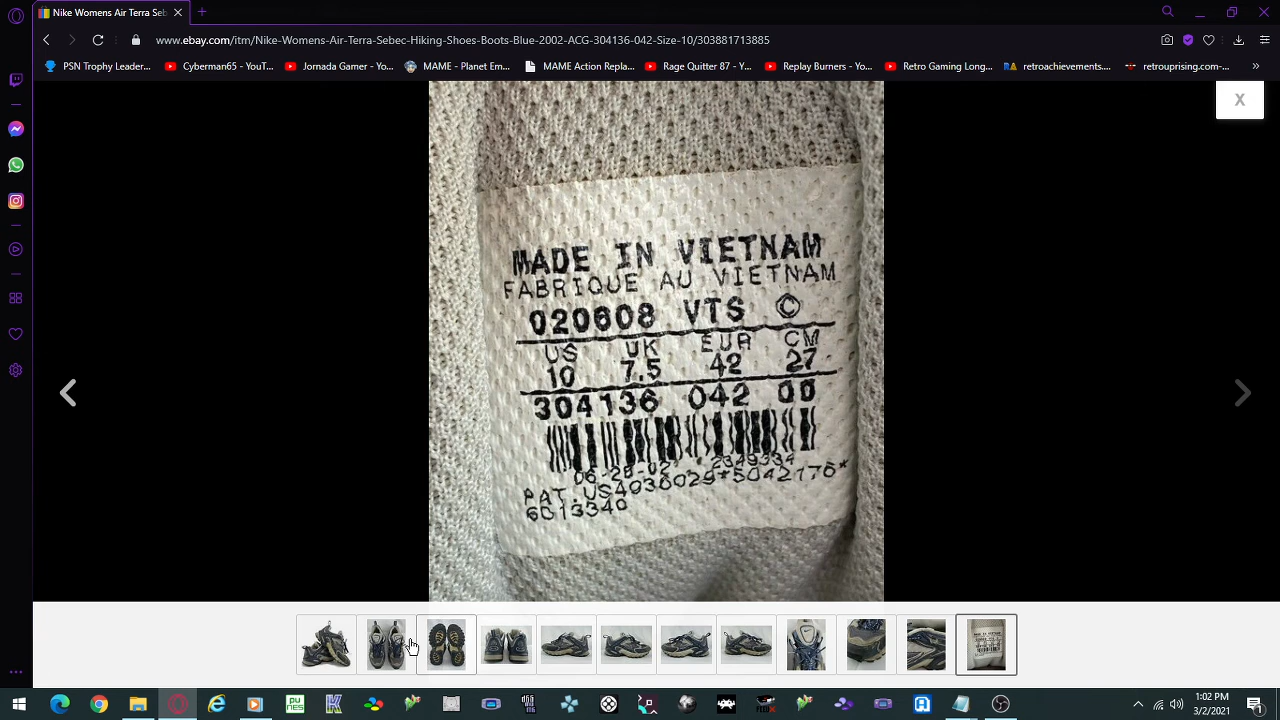 Nike Womens Air Terra Seb
www.ebay.com/itm/Nike-Womens-Air-Terra-Sebec-Hiking-Shoes-Boots-Blue-2002-ACG-304136-042-Size-10/303881713885
PSN Trophy Leader...
Cyberman65 - YouT...
Jornada Gamer - Yo...
MAME - Planet Em...
MAME Action Repla...
Rage Quitter 87 - Y...
Replay Burners - Yo...
Retro Gaming Long...
retroachievements....
retrouprising.com-...
X
MADE IN VIETNAM
FABRIQUE AU VIETNAM
020608 VTS ©
US UK EUR CM
10 7.5 42 27
304136 042 00
06-28-02 2349334
PAT.US4936029*5042176*
6013340
1:02 PM
3/2/2021